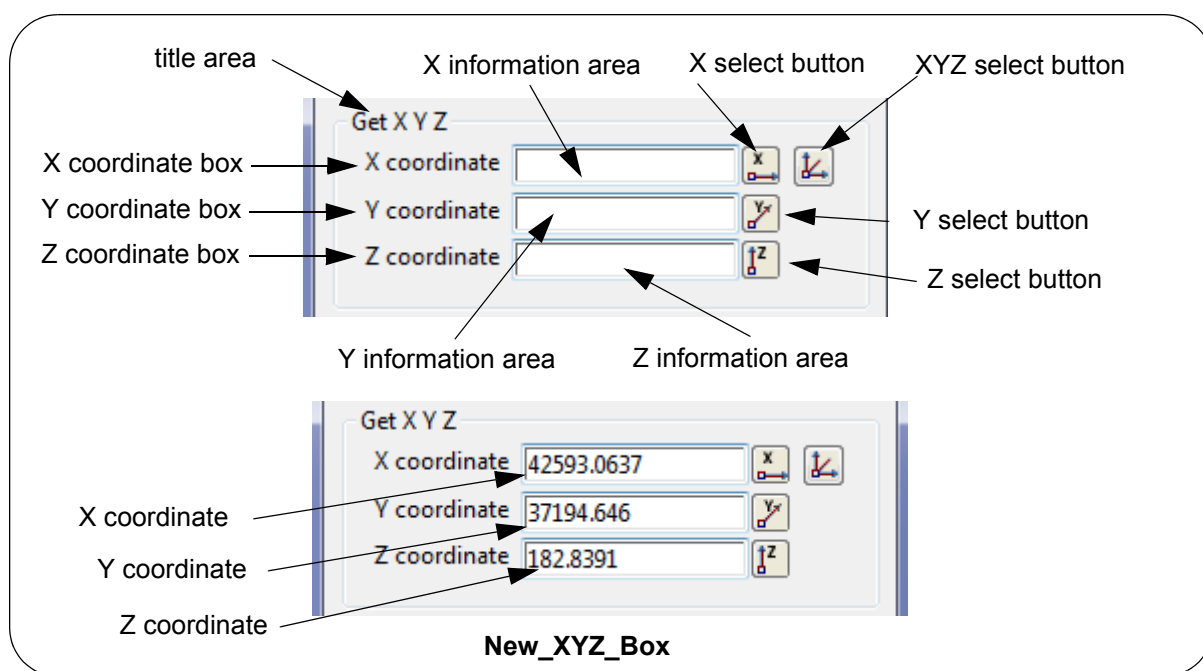 title area
X information area
X select button
XYZ select button
Get X Y Z
X coordinate box
X coordinate
X
Y coordinate box
Y coordinate
Y
Y select button
Z coordinate box
Z coordinate
Z
Z select button
Y information area
Z information area
Get X Y Z
X coordinate 42593.0637
X
X coordinate
Y coordinate 37194.646
Y
Y coordinate
Z coordinate 182.8391
Z
Z coordinate
New_XYZ_Box